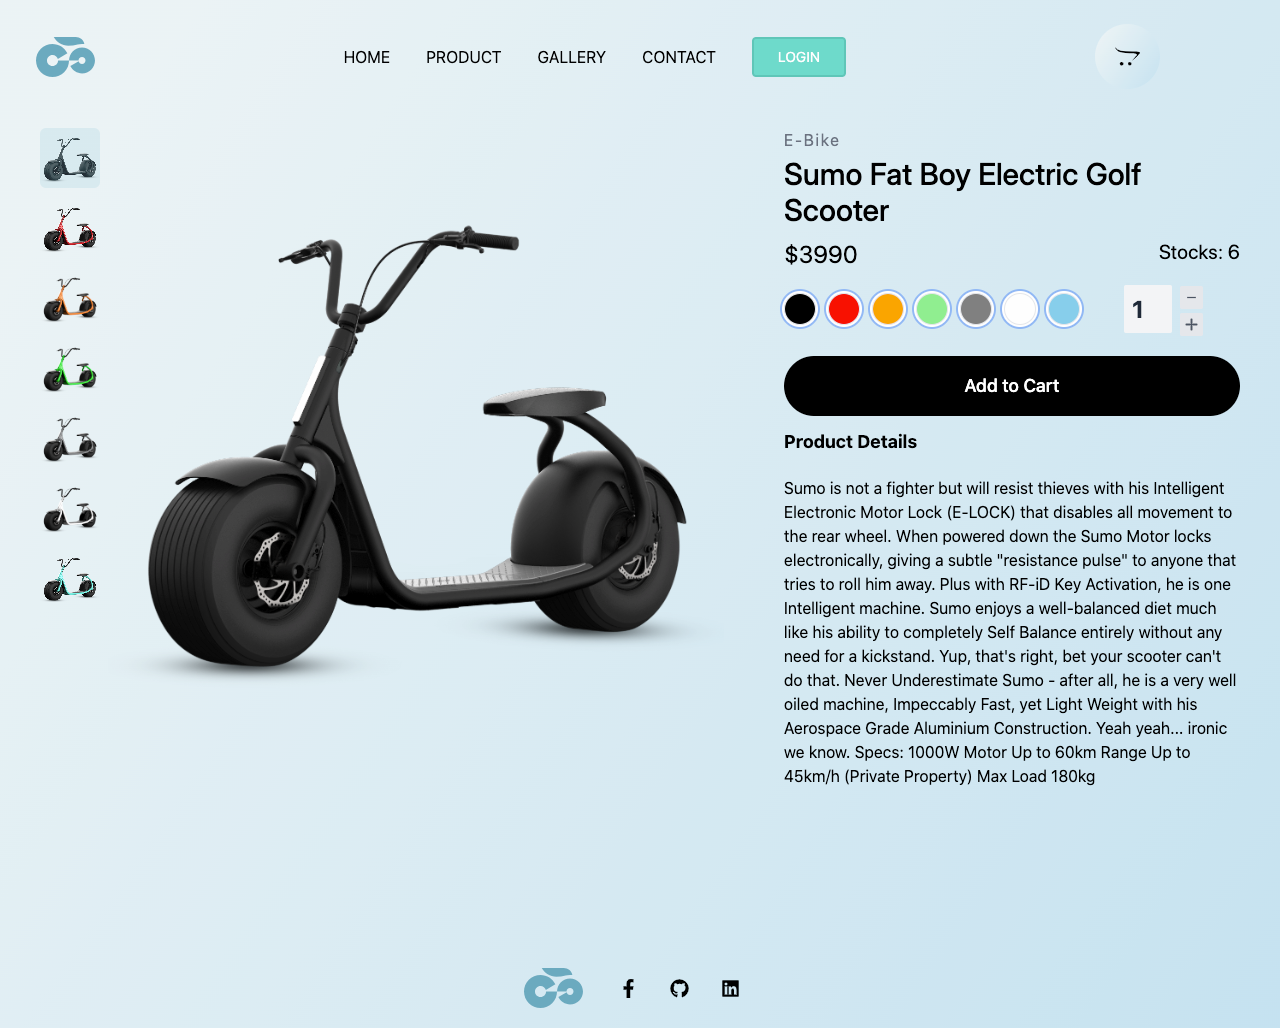 HOME
PRODUCT
GALLERY
CONTACT
LOGIN
E-Bike
Sumo Fat Boy Electric Golf
Scooter
$3990
Stocks: 6
1
−
+
Add to Cart
Product Details
Sumo is not a fighter but will resist thieves with his Intelligent
Electronic Motor Lock (E-LOCK) that disables all movement to
the rear wheel. When powered down the Sumo Motor locks
electronically, giving a subtle "resistance pulse" to anyone that
tries to roll him away. Plus with RF-iD Key Activation, he is one
Intelligent machine. Sumo enjoys a well-balanced diet much
like his ability to completely Self Balance entirely without any
need for a kickstand. Yup, that's right, bet your scooter can't
do that. Never Underestimate Sumo - after all, he is a very well
oiled machine, Impeccably Fast, yet Light Weight with his
Aerospace Grade Aluminium Construction. Yeah yeah... ironic
we know. Specs: 1000W Motor Up to 60km Range Up to
45km/h (Private Property) Max Load 180kg